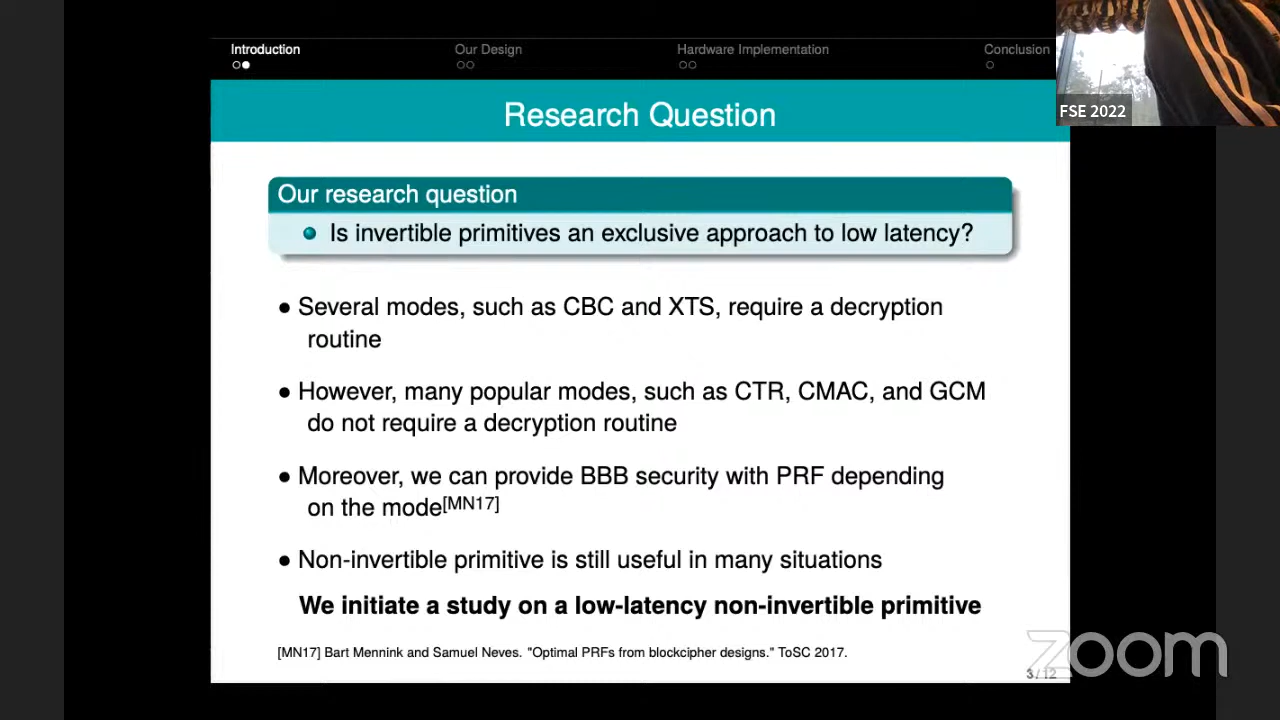 Introduction
Our Design
Hardware Implementation
Conclusion
FSE 2022
Research Question
Our research question
Is invertible primitives an exclusive approach to low latency?
• Several modes, such as CBC and XTS, require a decryption
routine
• However, many popular modes, such as CTR, CMAC, and GCM
do not require a decryption routine
• Moreover, we can provide BBB security with PRF depending
on the mode[MN17]
• Non-invertible primitive is still useful in many situations
We initiate a study on a low-latency non-invertible primitive
[MN17] Bart Mennink and Samuel Neves. "Optimal PRFs from blockcipher designs." ToSC 2017.
zoom
3 / 12